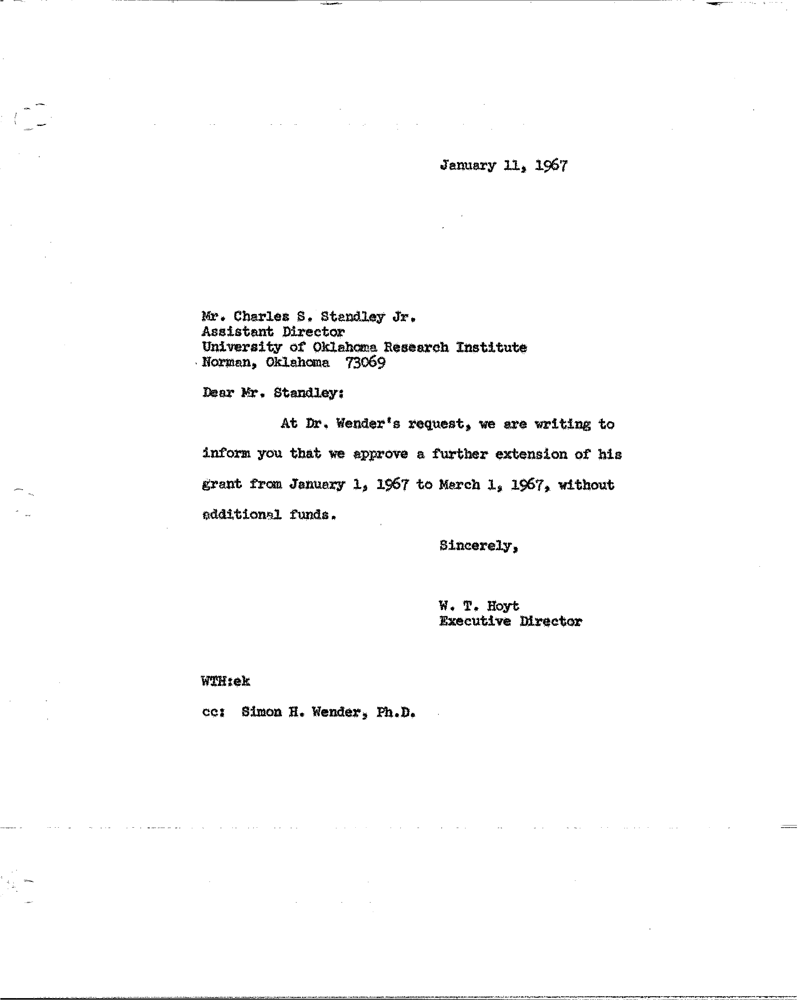 January 11, 1967
Mr. Charles S. Standley Jr.
Assistant Director
University of Oklahoma Research Institute
Norman, Oklahoma 73069
Dear Mr. Standley:
At Dr. Wender's request, we are writing to
inform you that we approve a further extension of his
grant from January 1, 1967 to March 1, 1967, without
additional funds.
Sincerely,
W. T. Hoyt
Executive Director
WTH:ek
cc: Simon H. Wender, Ph.D.